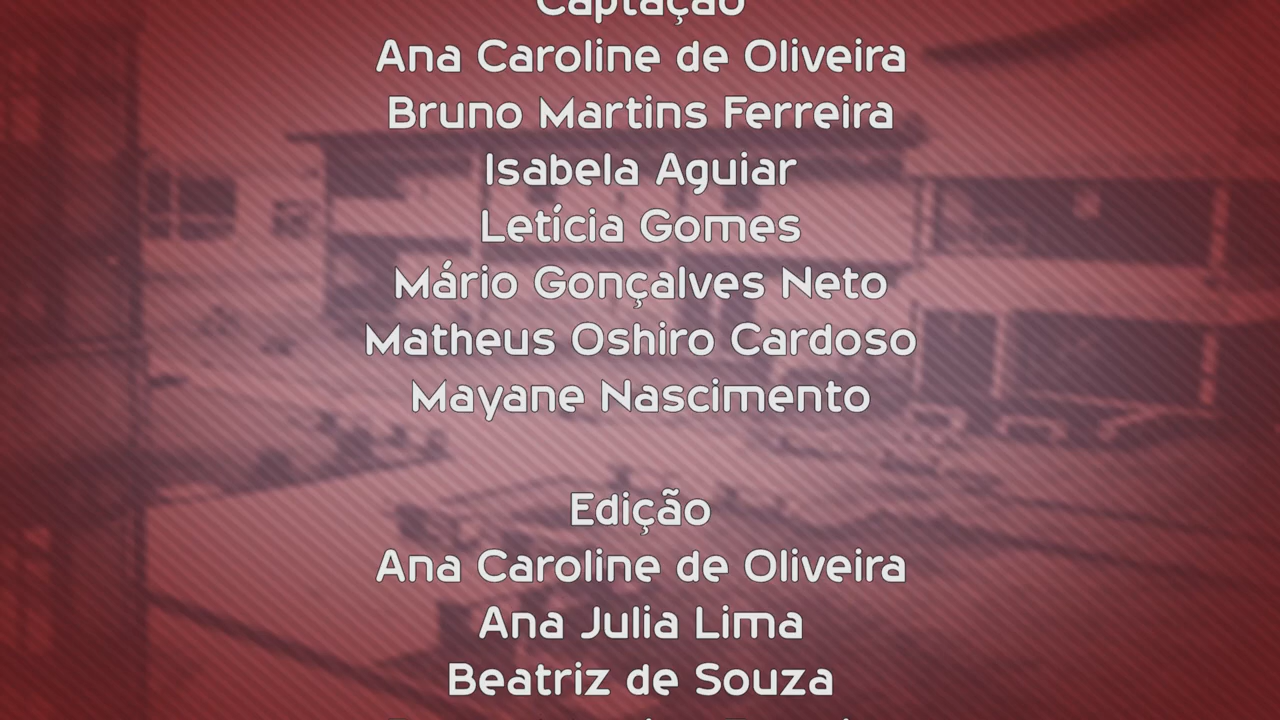 Captação
Ana Caroline de Oliveira
Bruno Martins Ferreira
Isabela Aguiar
Letícia Gomes
Mário Gonçalves Neto
Matheus Oshiro Cardoso
Mayane Nascimento
Edição
Ana Caroline de Oliveira
Ana Julia Lima
Beatriz de Souza